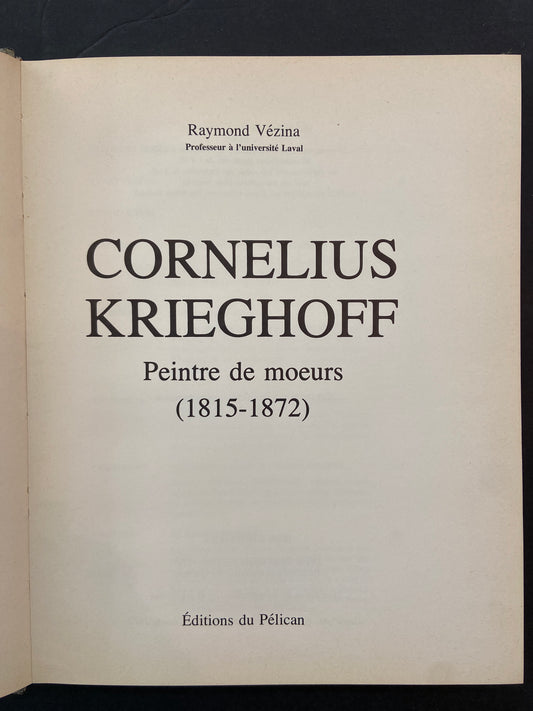 Raymond Vézina
Professeur à l'université Laval
CORNELIUS
KRIEGHOFF
Peintre de moeurs
(1815-1872)
Éditions du Pélican